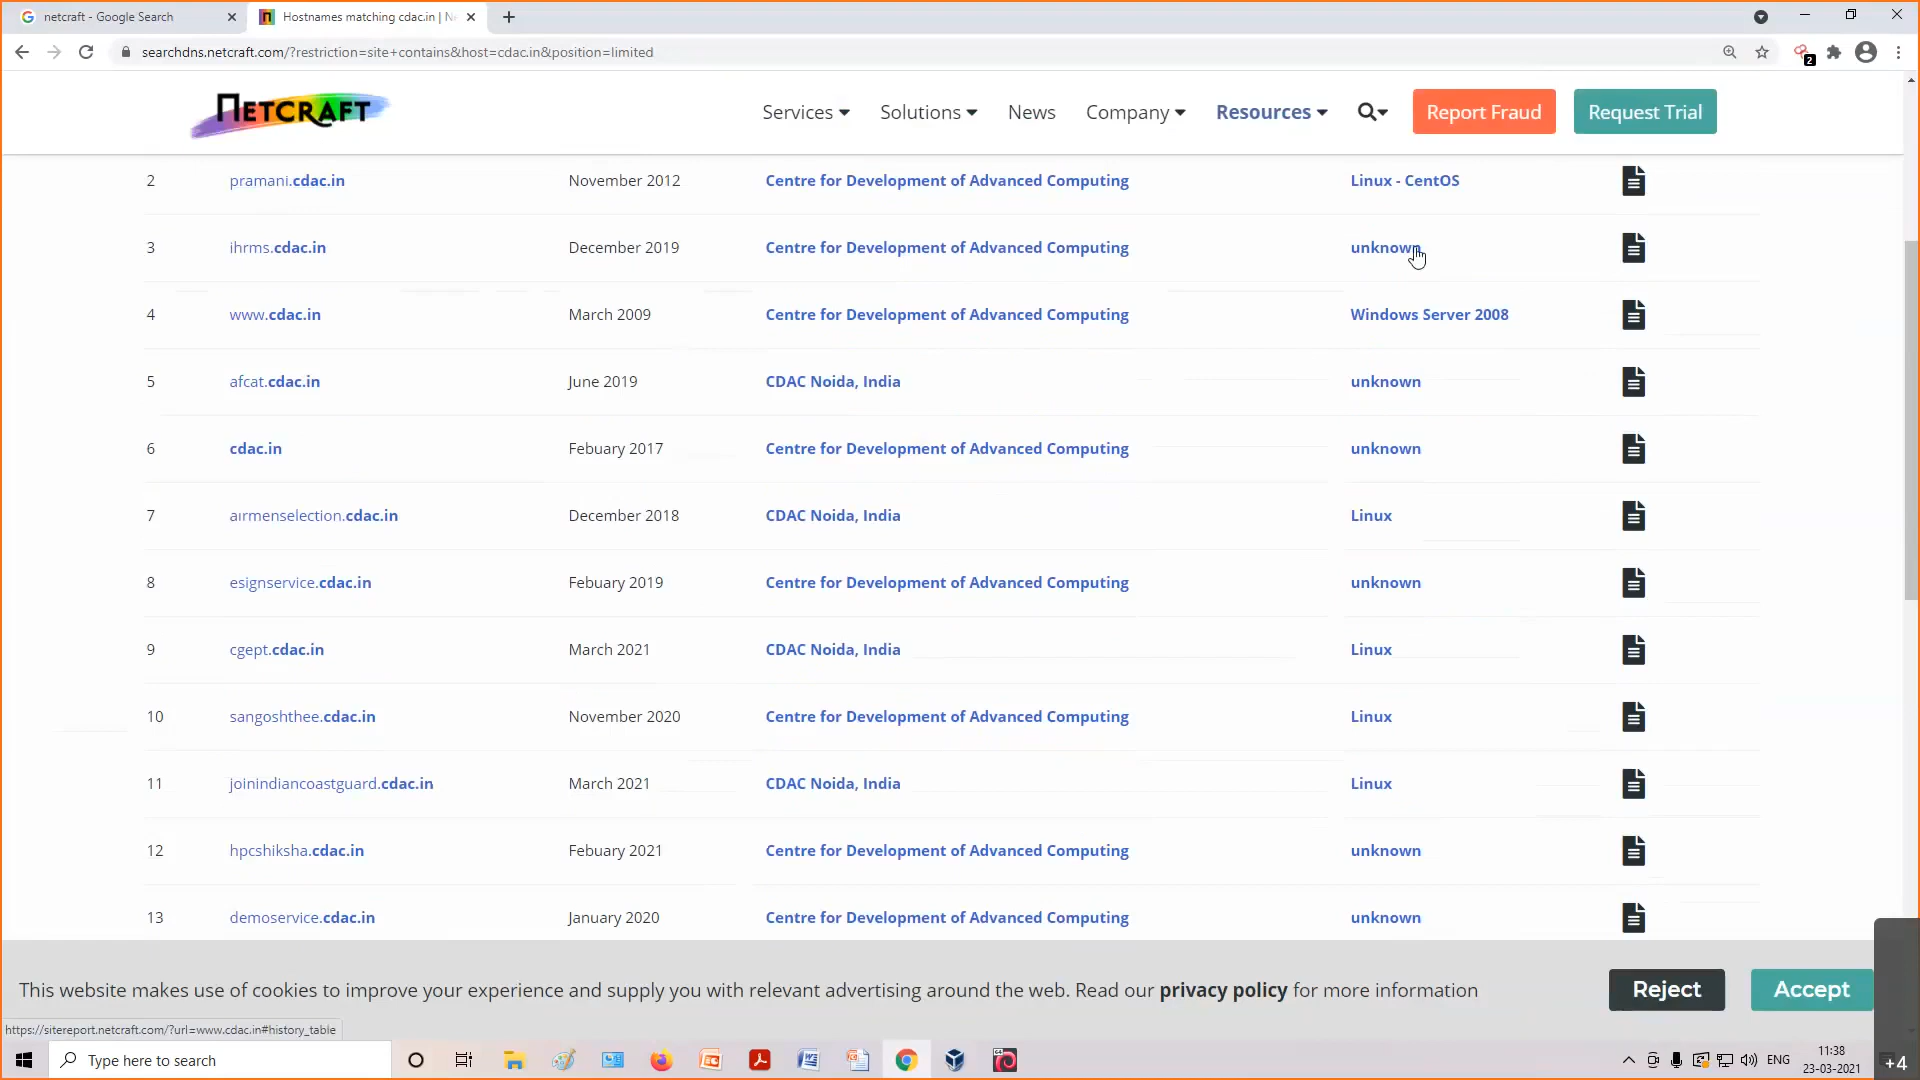 netcraft - Google Search
Hostnames matching cdac.in | Ne
searchdns.netcraft.com/?restriction=site+contains&host=cdac.in&position=limited
2
NETCRAFT
Services
Solutions
News
Company
Resources
Report Fraud
Request Trial
2 pramani.cdac.in November 2012 Centre for Development of Advanced Computing Linux - CentOS
3 ihrms.cdac.in December 2019 Centre for Development of Advanced Computing unknown
4 www.cdac.in March 2009 Centre for Development of Advanced Computing Windows Server 2008
5 afcat.cdac.in June 2019 CDAC Noida, India unknown
6 cdac.in Febuary 2017 Centre for Development of Advanced Computing unknown
7 airmenselection.cdac.in December 2018 CDAC Noida, India Linux
8 esignservice.cdac.in Febuary 2019 Centre for Development of Advanced Computing unknown
9 cgept.cdac.in March 2021 CDAC Noida, India Linux
10 sangoshthee.cdac.in November 2020 Centre for Development of Advanced Computing Linux
11 joinindiancoastguard.cdac.in March 2021 CDAC Noida, India Linux
12 hpcshiksha.cdac.in Febuary 2021 Centre for Development of Advanced Computing unknown
13 demoservice.cdac.in January 2020 Centre for Development of Advanced Computing unknown
This website makes use of cookies to improve your experience and supply you with relevant advertising around the web. Read our privacy policy for more information
Reject
Accept
https://sitereport.netcraft.com/?url=www.cdac.in#history_table
Type here to search
ENG
11:38
23-03-2021
+4